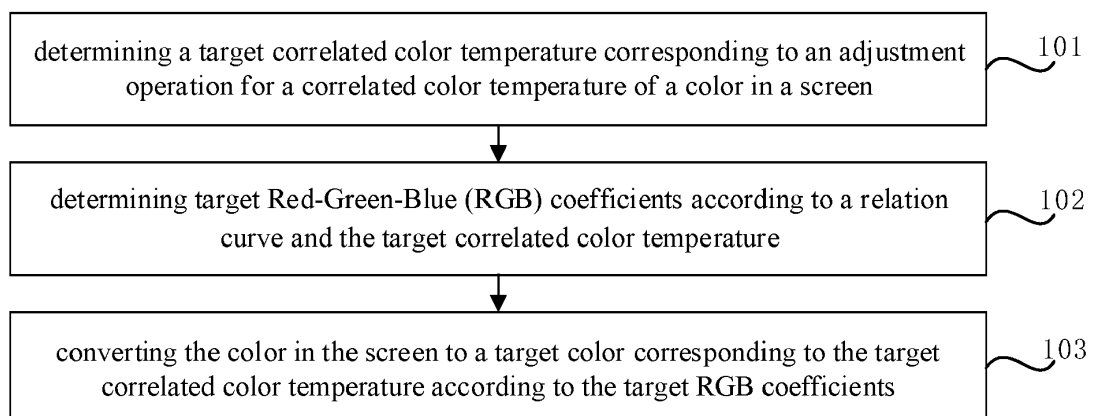 determining a target correlated color temperature corresponding to an adjustment
operation for a correlated color temperature of a color in a screen
101
determining target Red-Green-Blue (RGB) coefficients according to a relation
curve and the target correlated color temperature
102
converting the color in the screen to a target color corresponding to the target
correlated color temperature according to the target RGB coefficients
103